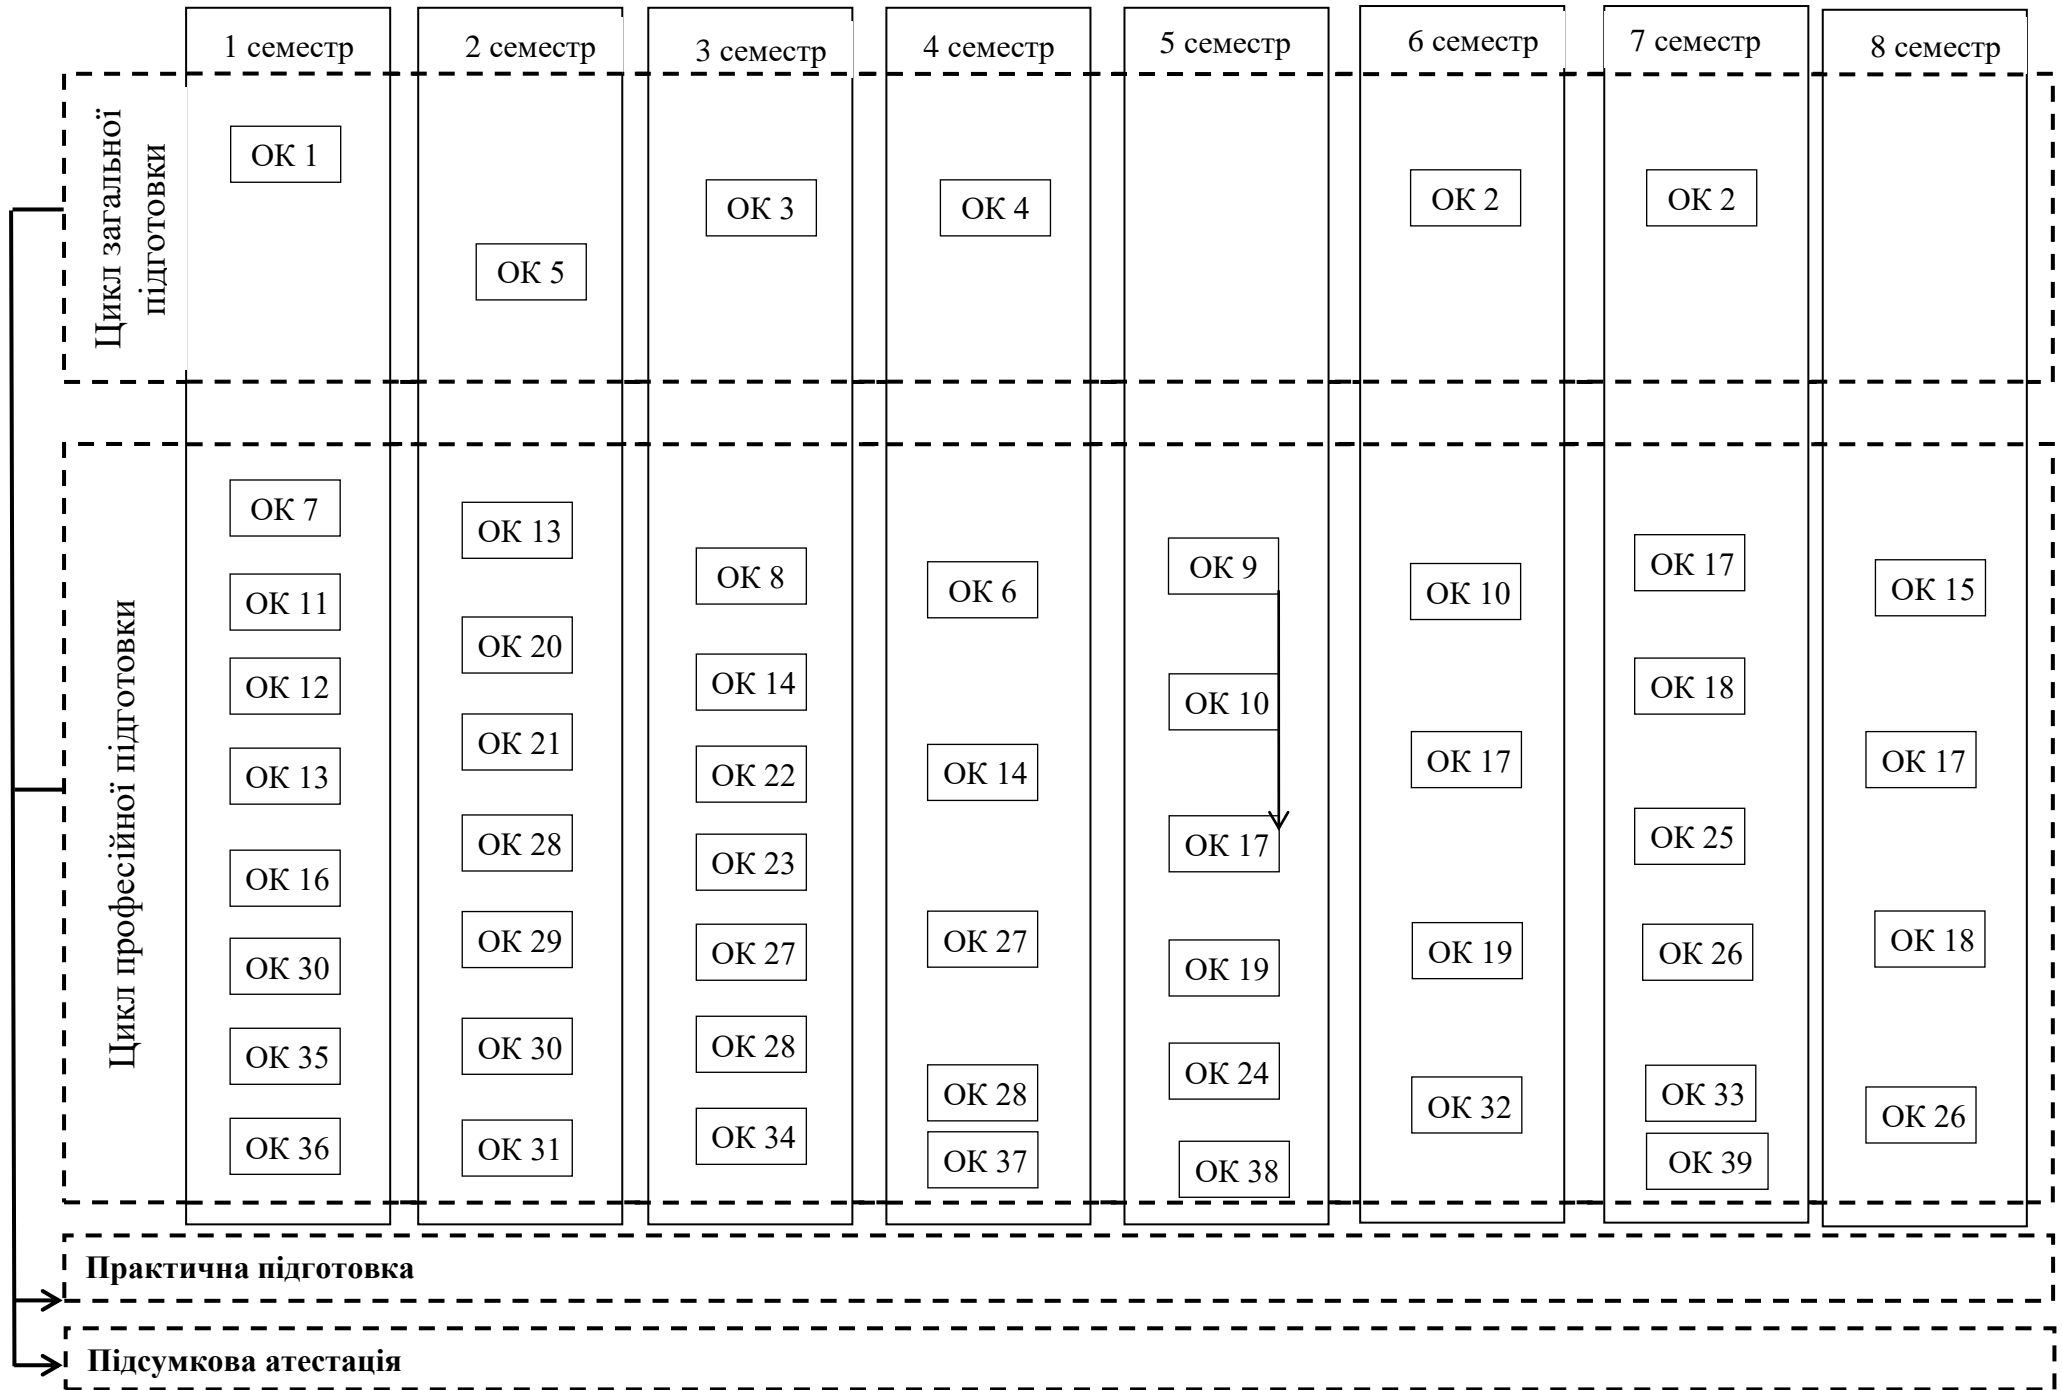 1 семестр
2 семестр
3 семестр
4 семестр
5 семестр
6 семестр
7 семестр
8 семестр
Цикл загальної
підготовки
ОК 1
ОК 5
ОК 3
ОК 4
ОК 2
ОК 2
Цикл професійної підготовки
ОК 7
ОК 11
ОК 12
ОК 13
ОК 16
ОК 30
ОК 35
ОК 36
ОК 13
ОК 20
ОК 21
ОК 28
ОК 29
ОК 30
ОК 31
ОК 8
ОК 14
ОК 22
ОК 23
ОК 27
ОК 28
ОК 34
ОК 6
ОК 14
ОК 27
ОК 28
ОК 37
ОК 9
ОК 10
ОК 17
ОК 19
ОК 24
ОК 38
ОК 10
ОК 17
ОК 19
ОК 32
ОК 17
ОК 18
ОК 25
ОК 26
ОК 33
ОК 39
ОК 15
ОК 17
ОК 18
ОК 26
Практична підготовка
Підсумкова атестація